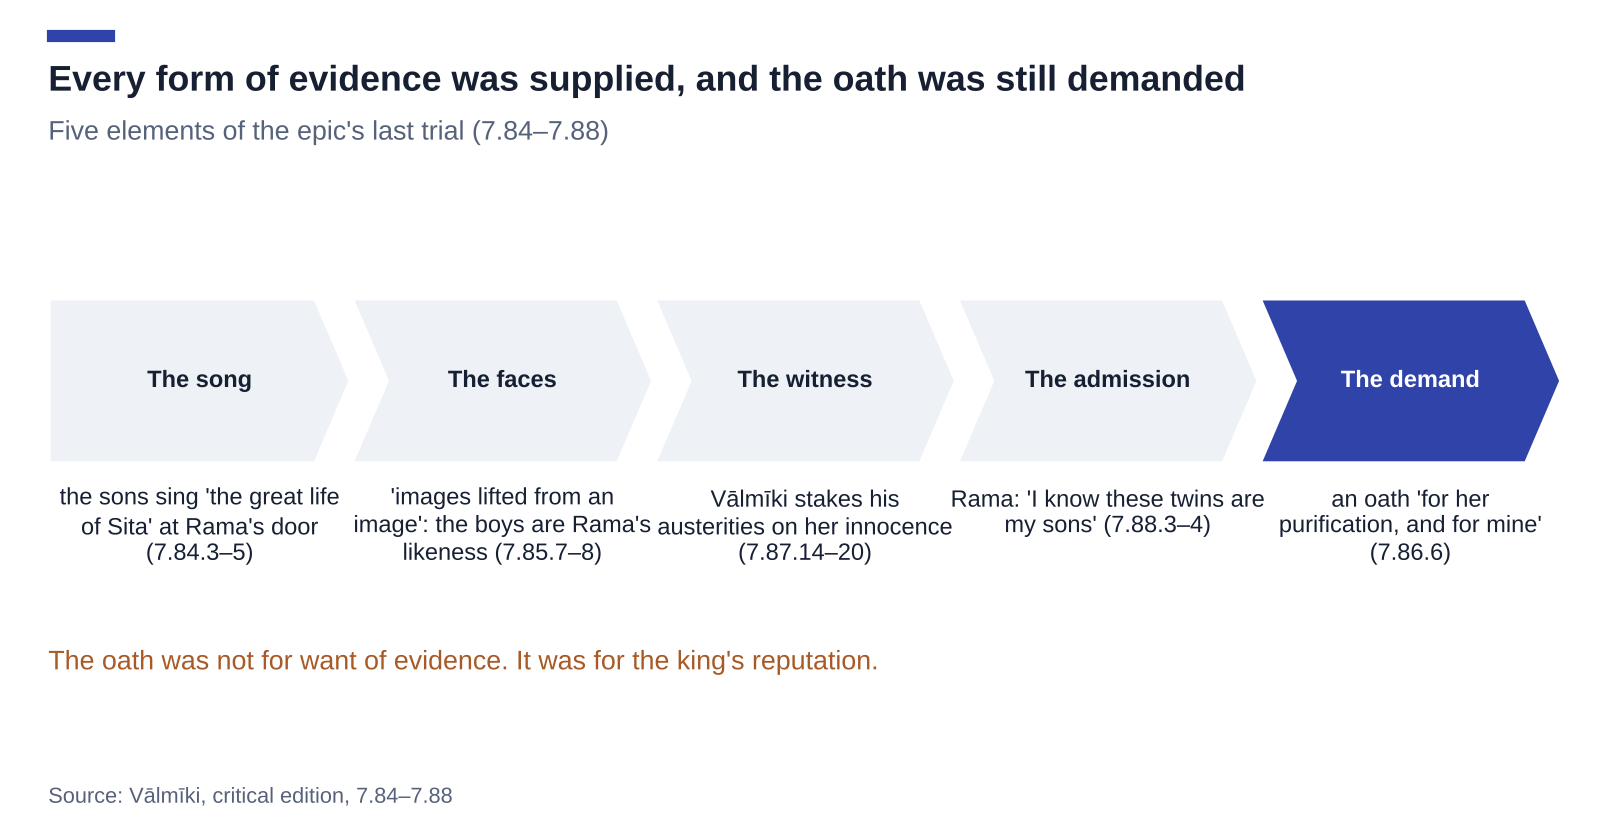 Every form of evidence was supplied, and the oath was still demanded
Five elements of the epic's last trial (7.84–7.88)
The song
The faces
The witness
The admission
The demand
the sons sing 'the great life
of Sita' at Rama's door
(7.84.3–5)
'images lifted from an
image': the boys are Rama's
likeness (7.85.7–8)
Vālmīki stakes his
austerities on her innocence
(7.87.14–20)
Rama: 'I know these twins are
my sons' (7.88.3–4)
an oath 'for her
purification, and for mine'
(7.86.6)
The oath was not for want of evidence. It was for the king's reputation.
Source: Vālmīki, critical edition, 7.84–7.88